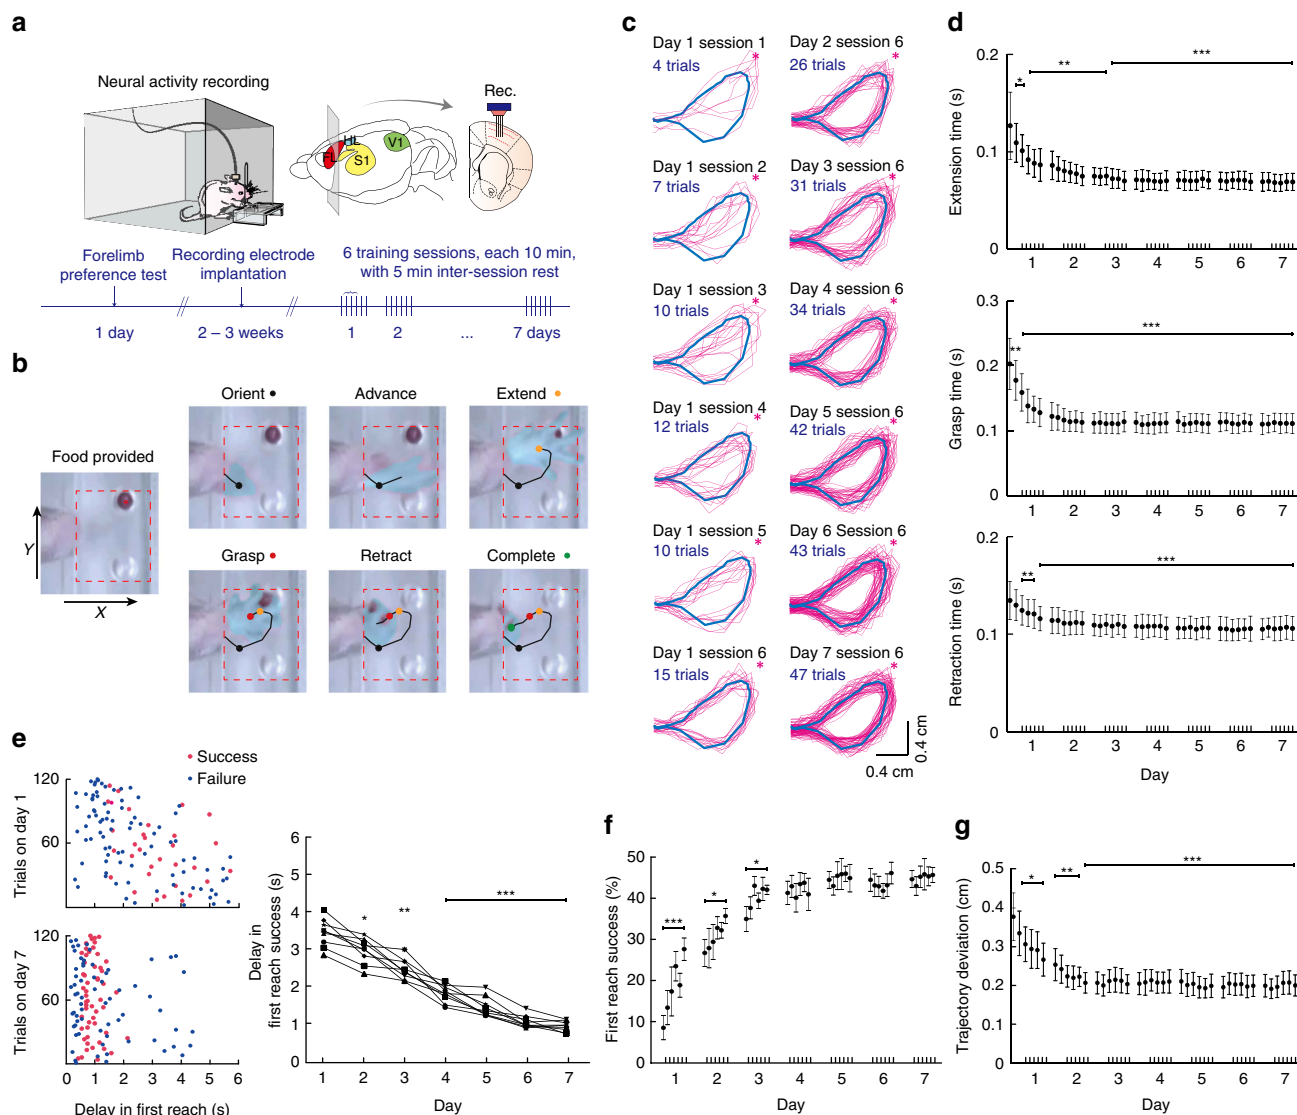 a
Neural activity recording
Rec.
FL
HL
S1
V1
Forelimb
preference test
Recording electrode
implantation
6 training sessions, each 10 min,
with 5 min inter-session rest
1 day
2 – 3 weeks
1
2
...
7 days
b
Food provided
Y
X
Orient
Advance
Extend
Grasp
Retract
Complete
c
Day 1 session 1
4 trials
*
Day 2 session 6
26 trials
*
Day 1 session 2
7 trials
*
Day 3 session 6
31 trials
*
Day 1 session 3
10 trials
*
Day 4 session 6
34 trials
*
Day 1 session 4
12 trials
*
Day 5 session 6
42 trials
*
Day 1 session 5
10 trials
*
Day 6 Session 6
43 trials
*
Day 1 session 6
15 trials
*
Day 7 session 6
47 trials
*
0.4 cm
0.4 cm
d
Extension time (s)
0.2
0.1
0
*
**
***
1 2 3 4 5 6 7
Grasp time (s)
0.3
0.2
0.1
0
**
***
1 2 3 4 5 6 7
Retraction time (s)
0.2
0.1
0
**
***
1 2 3 4 5 6 7
Day
e
Success
Failure
Trials on day 1
120
60
Trials on day 7
120
60
0
0 1 2 3 4 5 6
Delay in first reach (s)
Delay in
first reach success (s)
6
5
4
3
2
1
0
*
**
***
1 2 3 4 5 6 7
Day
f
First reach success (%)
50
40
30
20
10
0
***
*
*
1 2 3 4 5 6 7
Day
g
Trajectory deviation (cm)
0.5
0.4
0.3
0.2
0.1
0
*
**
***
1 2 3 4 5 6 7
Day